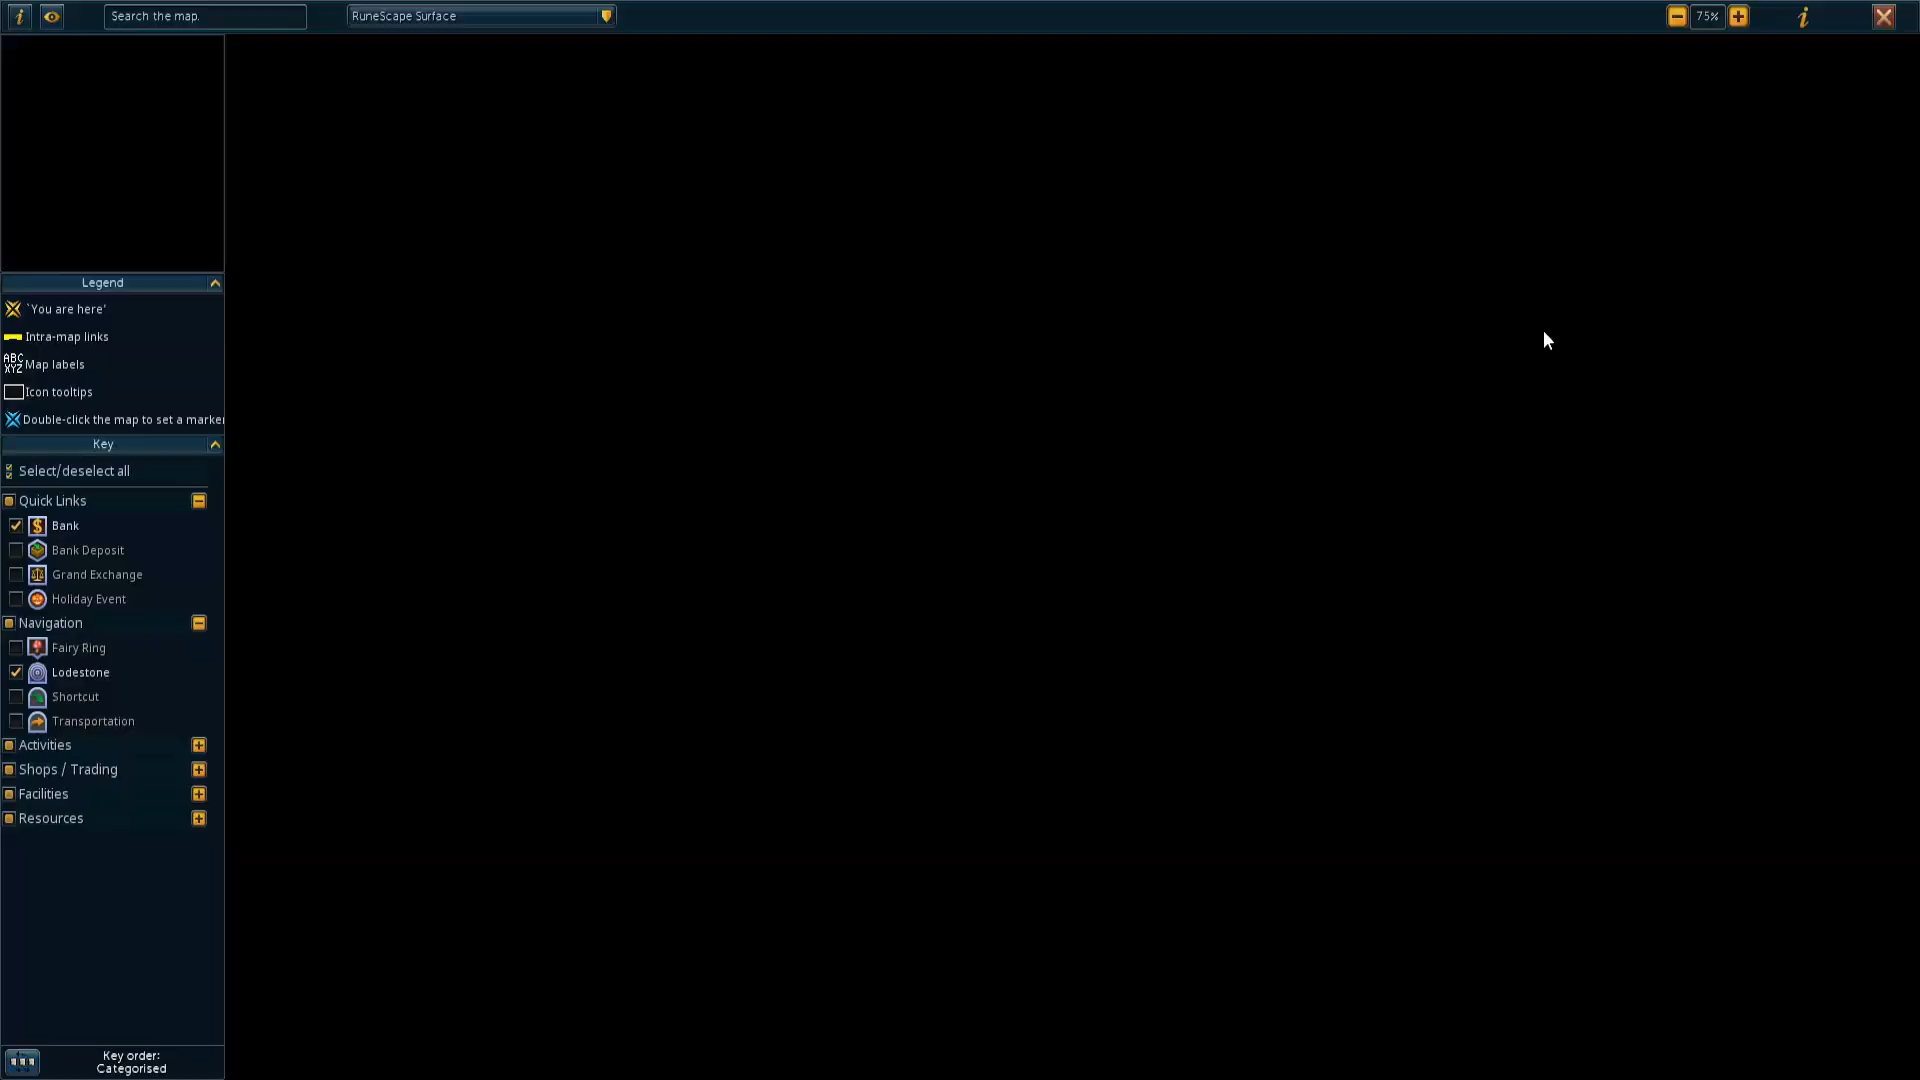 i
Search the map.
RuneScape Surface
75%
i
Legend
`You are here'
Intra-map links
ABC
XYZ
Map labels
Icon tooltips
Double-click the map to set a marker
Key
Select/deselect all
Quick Links
$ Bank
Bank Deposit
Grand Exchange
Holiday Event
Navigation
Fairy Ring
Lodestone
Shortcut
Transportation
Activities
Shops / Trading
Facilities
Resources
Key order:
Categorised